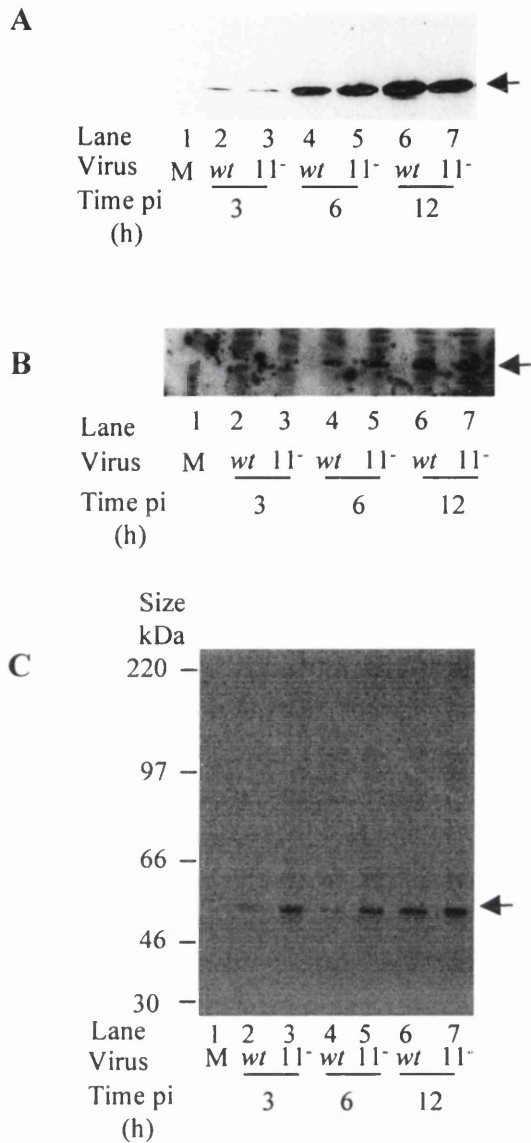 A
Lane 1 2 3 4 5 6 7
Virus M wt 11- wt 11- wt 11-
Time pi 3 6 12
(h)
B
Lane 1 2 3 4 5 6 7
Virus M wt 11- wt 11- wt 11-
Time pi 3 6 12
(h)
Size
kDa
C
220
97
66
46
30
Lane 1 2 3 4 5 6 7
Virus M wt 11- wt 11- wt 11-
Time pi 3 6 12
(h)